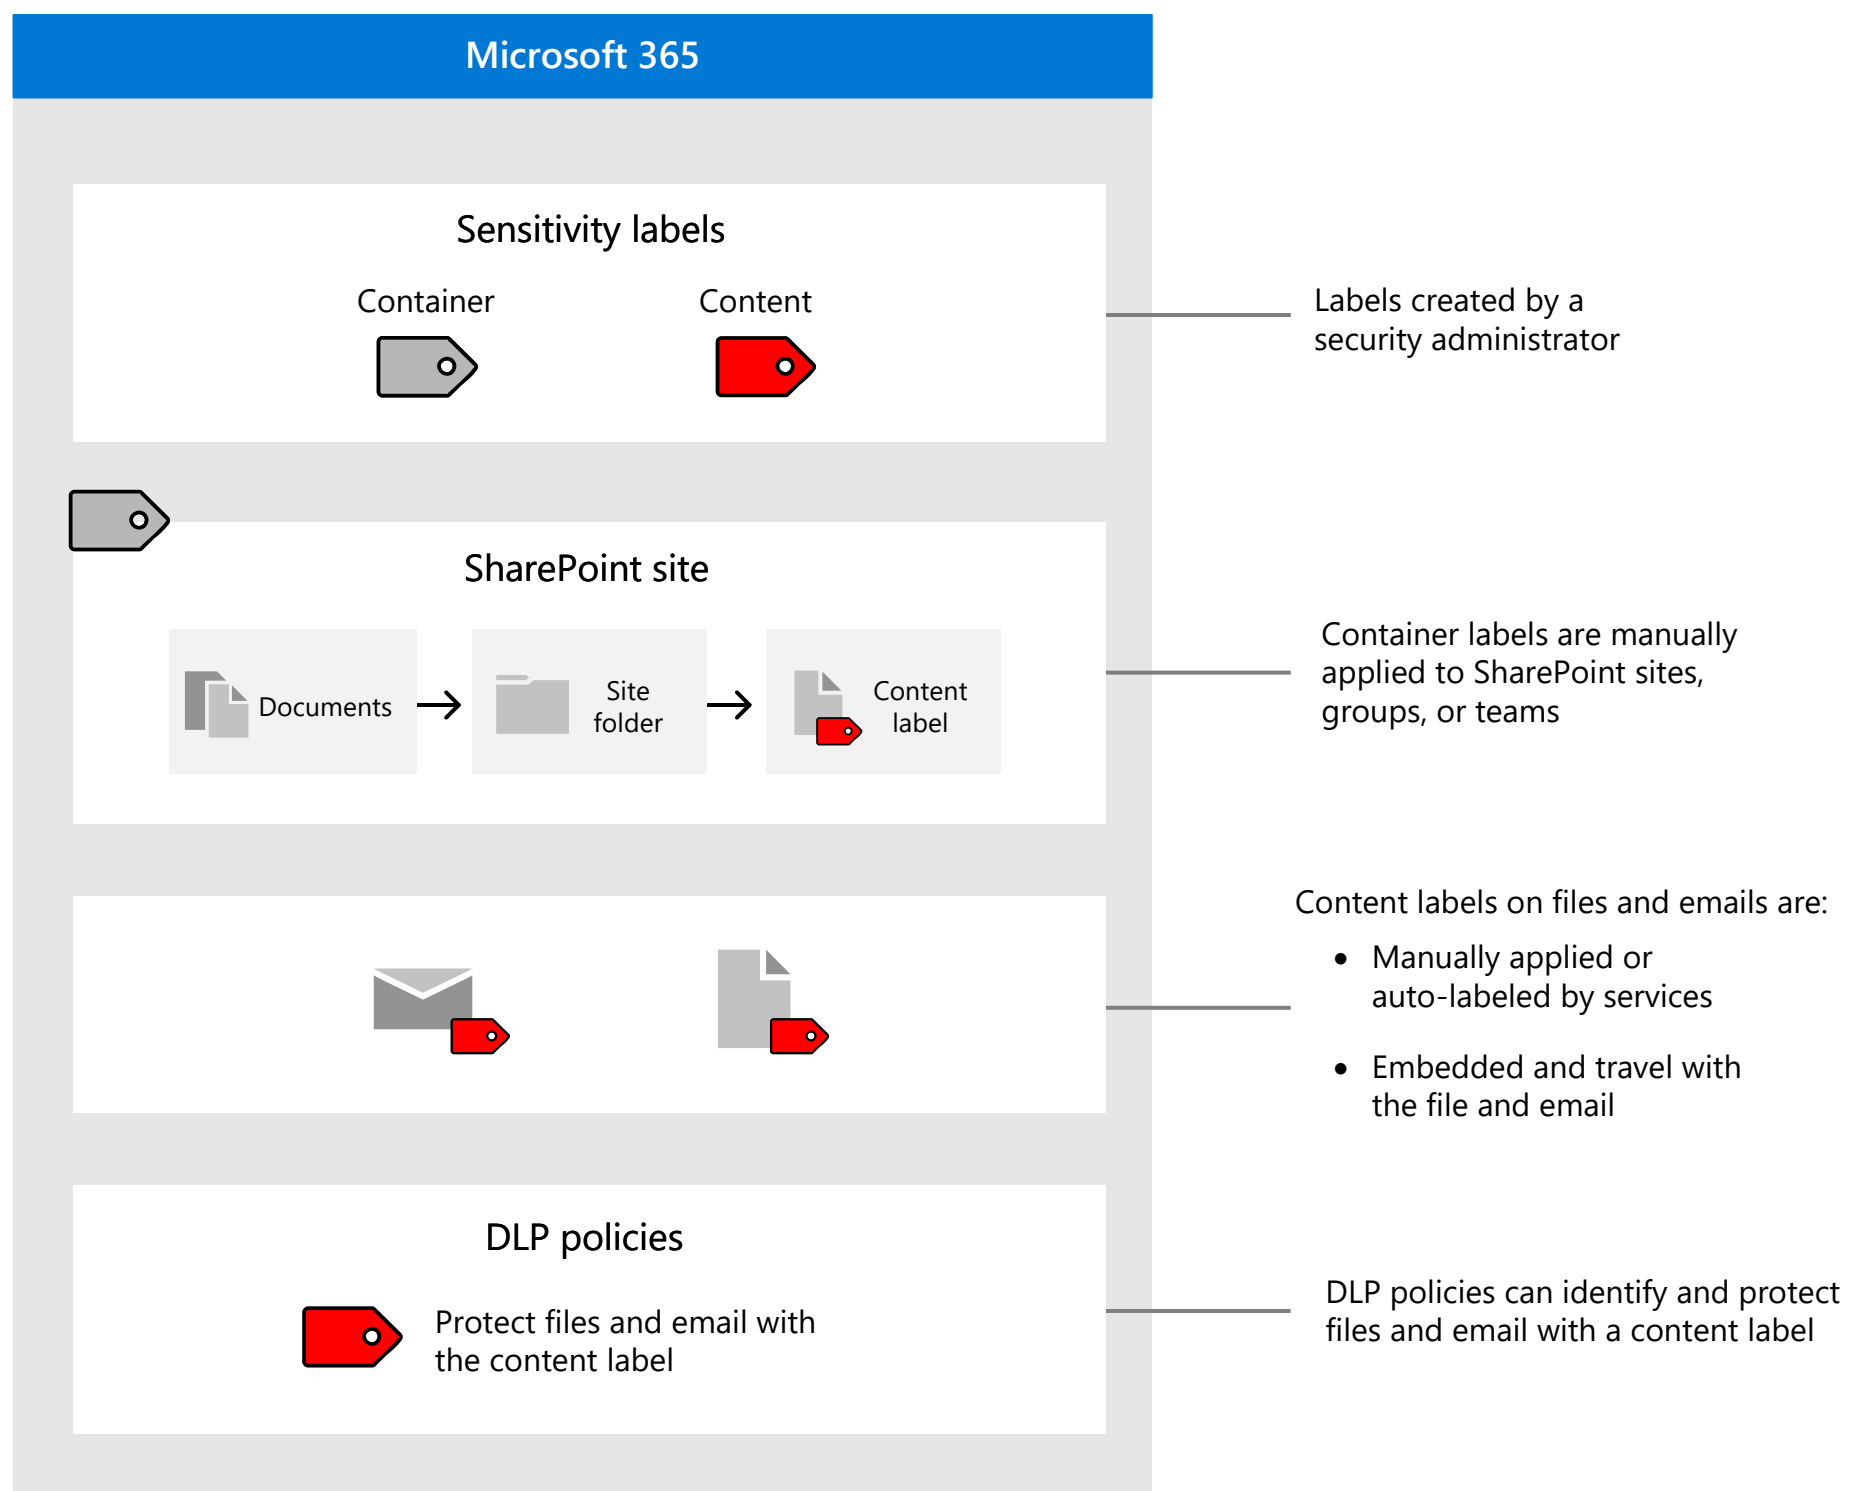 Microsoft 365
Sensitivity labels
Container
Content
Labels created by a
security administrator
SharePoint site
Documents
Site
folder
Content
label
Container labels are manually
applied to SharePoint sites,
groups, or teams
Content labels on files and emails are:
• Manually applied or
auto-labeled by services
• Embedded and travel with
the file and email
DLP policies
Protect files and email with
the content label
DLP policies can identify and protect
files and email with a content label